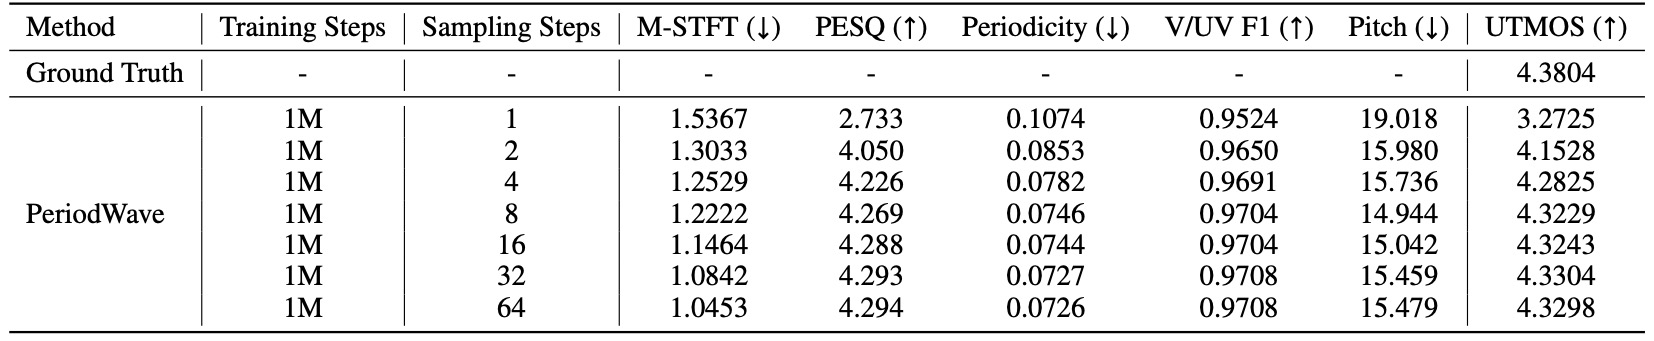 Method Training Steps Sampling Steps M-STFT (↓) PESQ (↑) Periodicity (↓) V/UV F1 (↑) Pitch (↓) UTMOS (↑)
Ground Truth - - - - - - - 4.3804
1M 1 1.5367 2.733 0.1074 0.9524 19.018 3.2725
1M 2 1.3033 4.050 0.0853 0.9650 15.980 4.1528
1M 4 1.2529 4.226 0.0782 0.9691 15.736 4.2825
PeriodWave 1M 8 1.2222 4.269 0.0746 0.9704 14.944 4.3229
1M 16 1.1464 4.288 0.0744 0.9704 15.042 4.3243
1M 32 1.0842 4.293 0.0727 0.9708 15.459 4.3304
1M 64 1.0453 4.294 0.0726 0.9708 15.479 4.3298